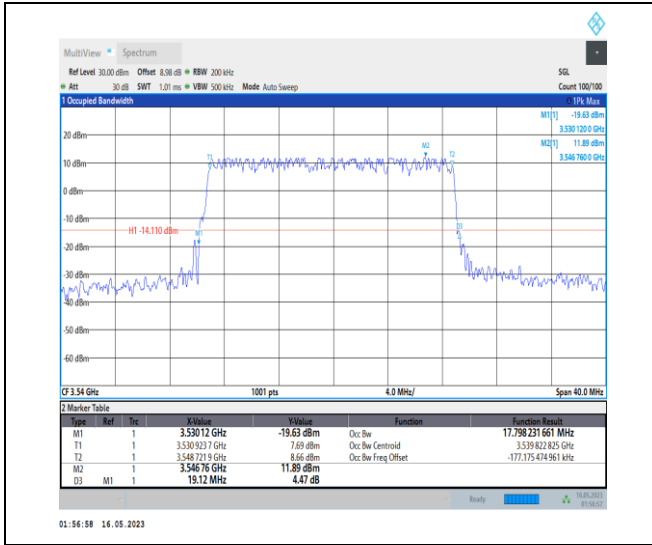 MultiView Spectrum
Ref Level 30.00 dBm Offset 8.98 dB RBW 200 kHz SGL
Att 30 dB SWT 1.01 ms VBW 500 kHz Mode Auto Sweep Count 100/100
1 Occupied Bandwidth 1Pk Max
M1[1] -19.63 dBm
3.530 120 0 GHz
M2[1] 11.89 dBm
3.546 760 0 GHz
20 dBm
M2
T1 T2
10 dBm
0 dBm
-10 dBm
H1 -14.110 dBm
M1 D3
-20 dBm
-30 dBm
-40 dBm
-50 dBm
-60 dBm
CF 3.54 GHz 1001 pts 4.0 MHz/ Span 40.0 MHz
2 Marker Table
Type Ref Trc X-Value Y-Value Function Function Result
M1 1 3.53012 GHz -19.63 dBm Occ Bw 17.798 231 661 MHz
T1 1 3.530 923 7 GHz 7.69 dBm Occ Bw Centroid 3.539 822 825 GHz
T2 1 3.548 721 9 GHz 8.66 dBm Occ Bw Freq Offset -177.175 474 961 kHz
M2 1 3.546 76 GHz 11.89 dBm
D3 M1 1 19.12 MHz 4.47 dB
Ready 16.05.2023
01:56:57
01:56:58 16.05.2023